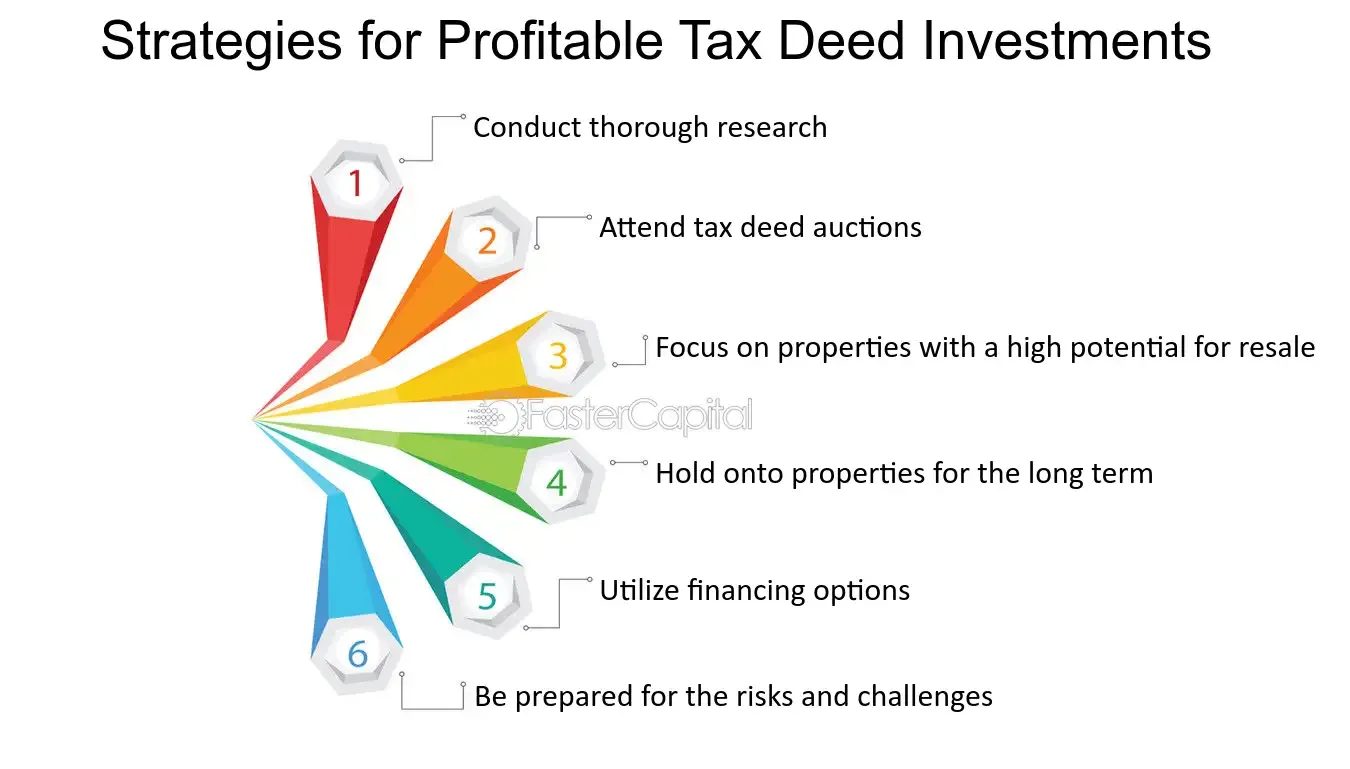 Strategies for Profitable Tax Deed Investments
1
Conduct thorough research
2
Attend tax deed auctions
3
Focus on properties with a high potential for resale
FasterCapital
4
Hold onto properties for the long term
5
Utilize financing options
6
Be prepared for the risks and challenges